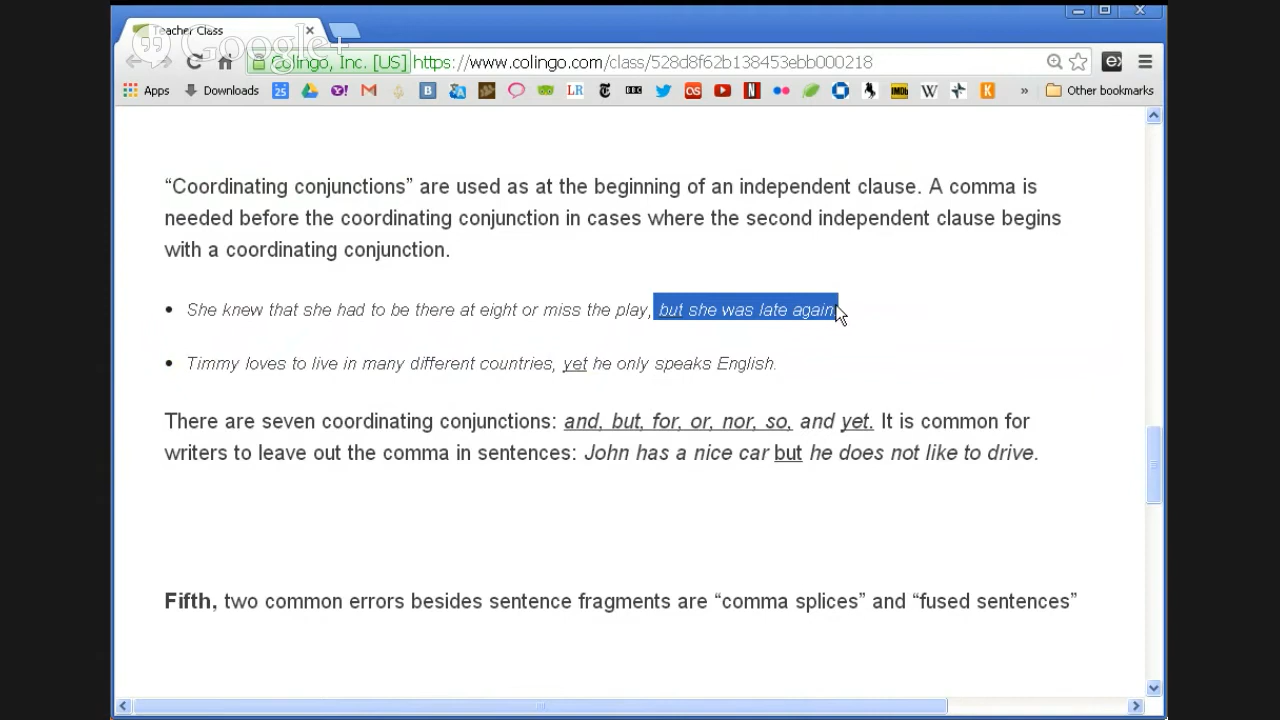 Teacher Class
Google+
Colingo, Inc. [US] https://www.colingo.com/class/528d8f62b138453ebb000218
Apps Downloads Other bookmarks
“Coordinating conjunctions” are used as at the beginning of an independent clause. A comma is
needed before the coordinating conjunction in cases where the second independent clause begins
with a coordinating conjunction.
• She knew that she had to be there at eight or miss the play, but she was late again.
• Timmy loves to live in many different countries, yet he only speaks English.
There are seven coordinating conjunctions: and, but, for, or, nor, so, and yet. It is common for
writers to leave out the comma in sentences: John has a nice car but he does not like to drive.
Fifth, two common errors besides sentence fragments are “comma splices” and “fused sentences”